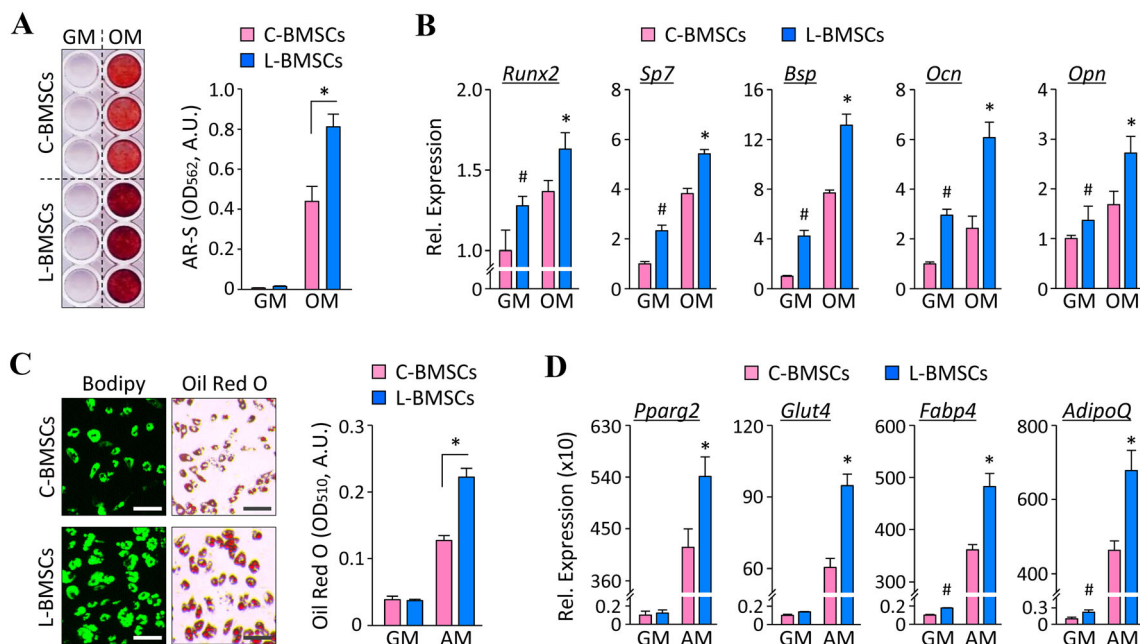 A
GM OM
C-BMSCs
L-BMSCs
C-BMSCs
L-BMSCs
AR-S (OD562, A.U.)
1.0
0.8
0.6
0.4
0.2
0
*
GM OM
B
C-BMSCs L-BMSCs
Rel. Expression
Runx2
2.0
1.5
1.0
0
#
*
GM OM
Sp7
8
6
4
2
0
#
*
GM OM
Bsp
16
12
8
4
0
#
*
GM OM
Ocn
8
6
4
2
0
#
*
GM OM
Opn
4
3
2
1
0
#
*
GM OM
C
Bodipy Oil Red O
C-BMSCs
L-BMSCs
C-BMSCs
L-BMSCs
Oil Red O (OD510, A.U.)
0.3
0.2
0.1
0
*
GM AM
D
C-BMSCs L-BMSCs
Rel. Expression (x10)
Pparg2
630
540
450
360
0.2
0
*
GM AM
Glut4
120
90
60
30
0.2
0
*
GM AM
Fabp4
600
500
400
300
0.2
0
#
*
GM AM
AdipoQ
800
600
400
0.3
0
#
*
GM AM